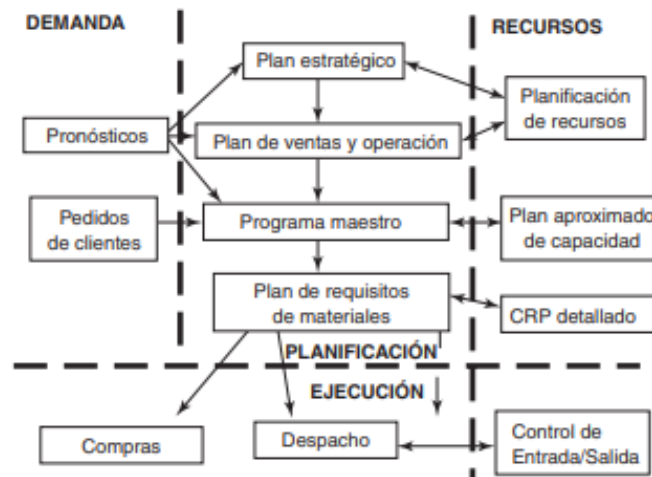 DEMANDA
RECURSOS
Plan estratégico
Planificación
de recursos
Pronósticos
Plan de ventas y operación
Pedidos
de clientes
Programa maestro
Plan aproximado
de capacidad
Plan de requisitos
de materiales
CRP detallado
PLANIFICACIÓN
EJECUCIÓN
Compras
Despacho
Control de
Entrada/Salida